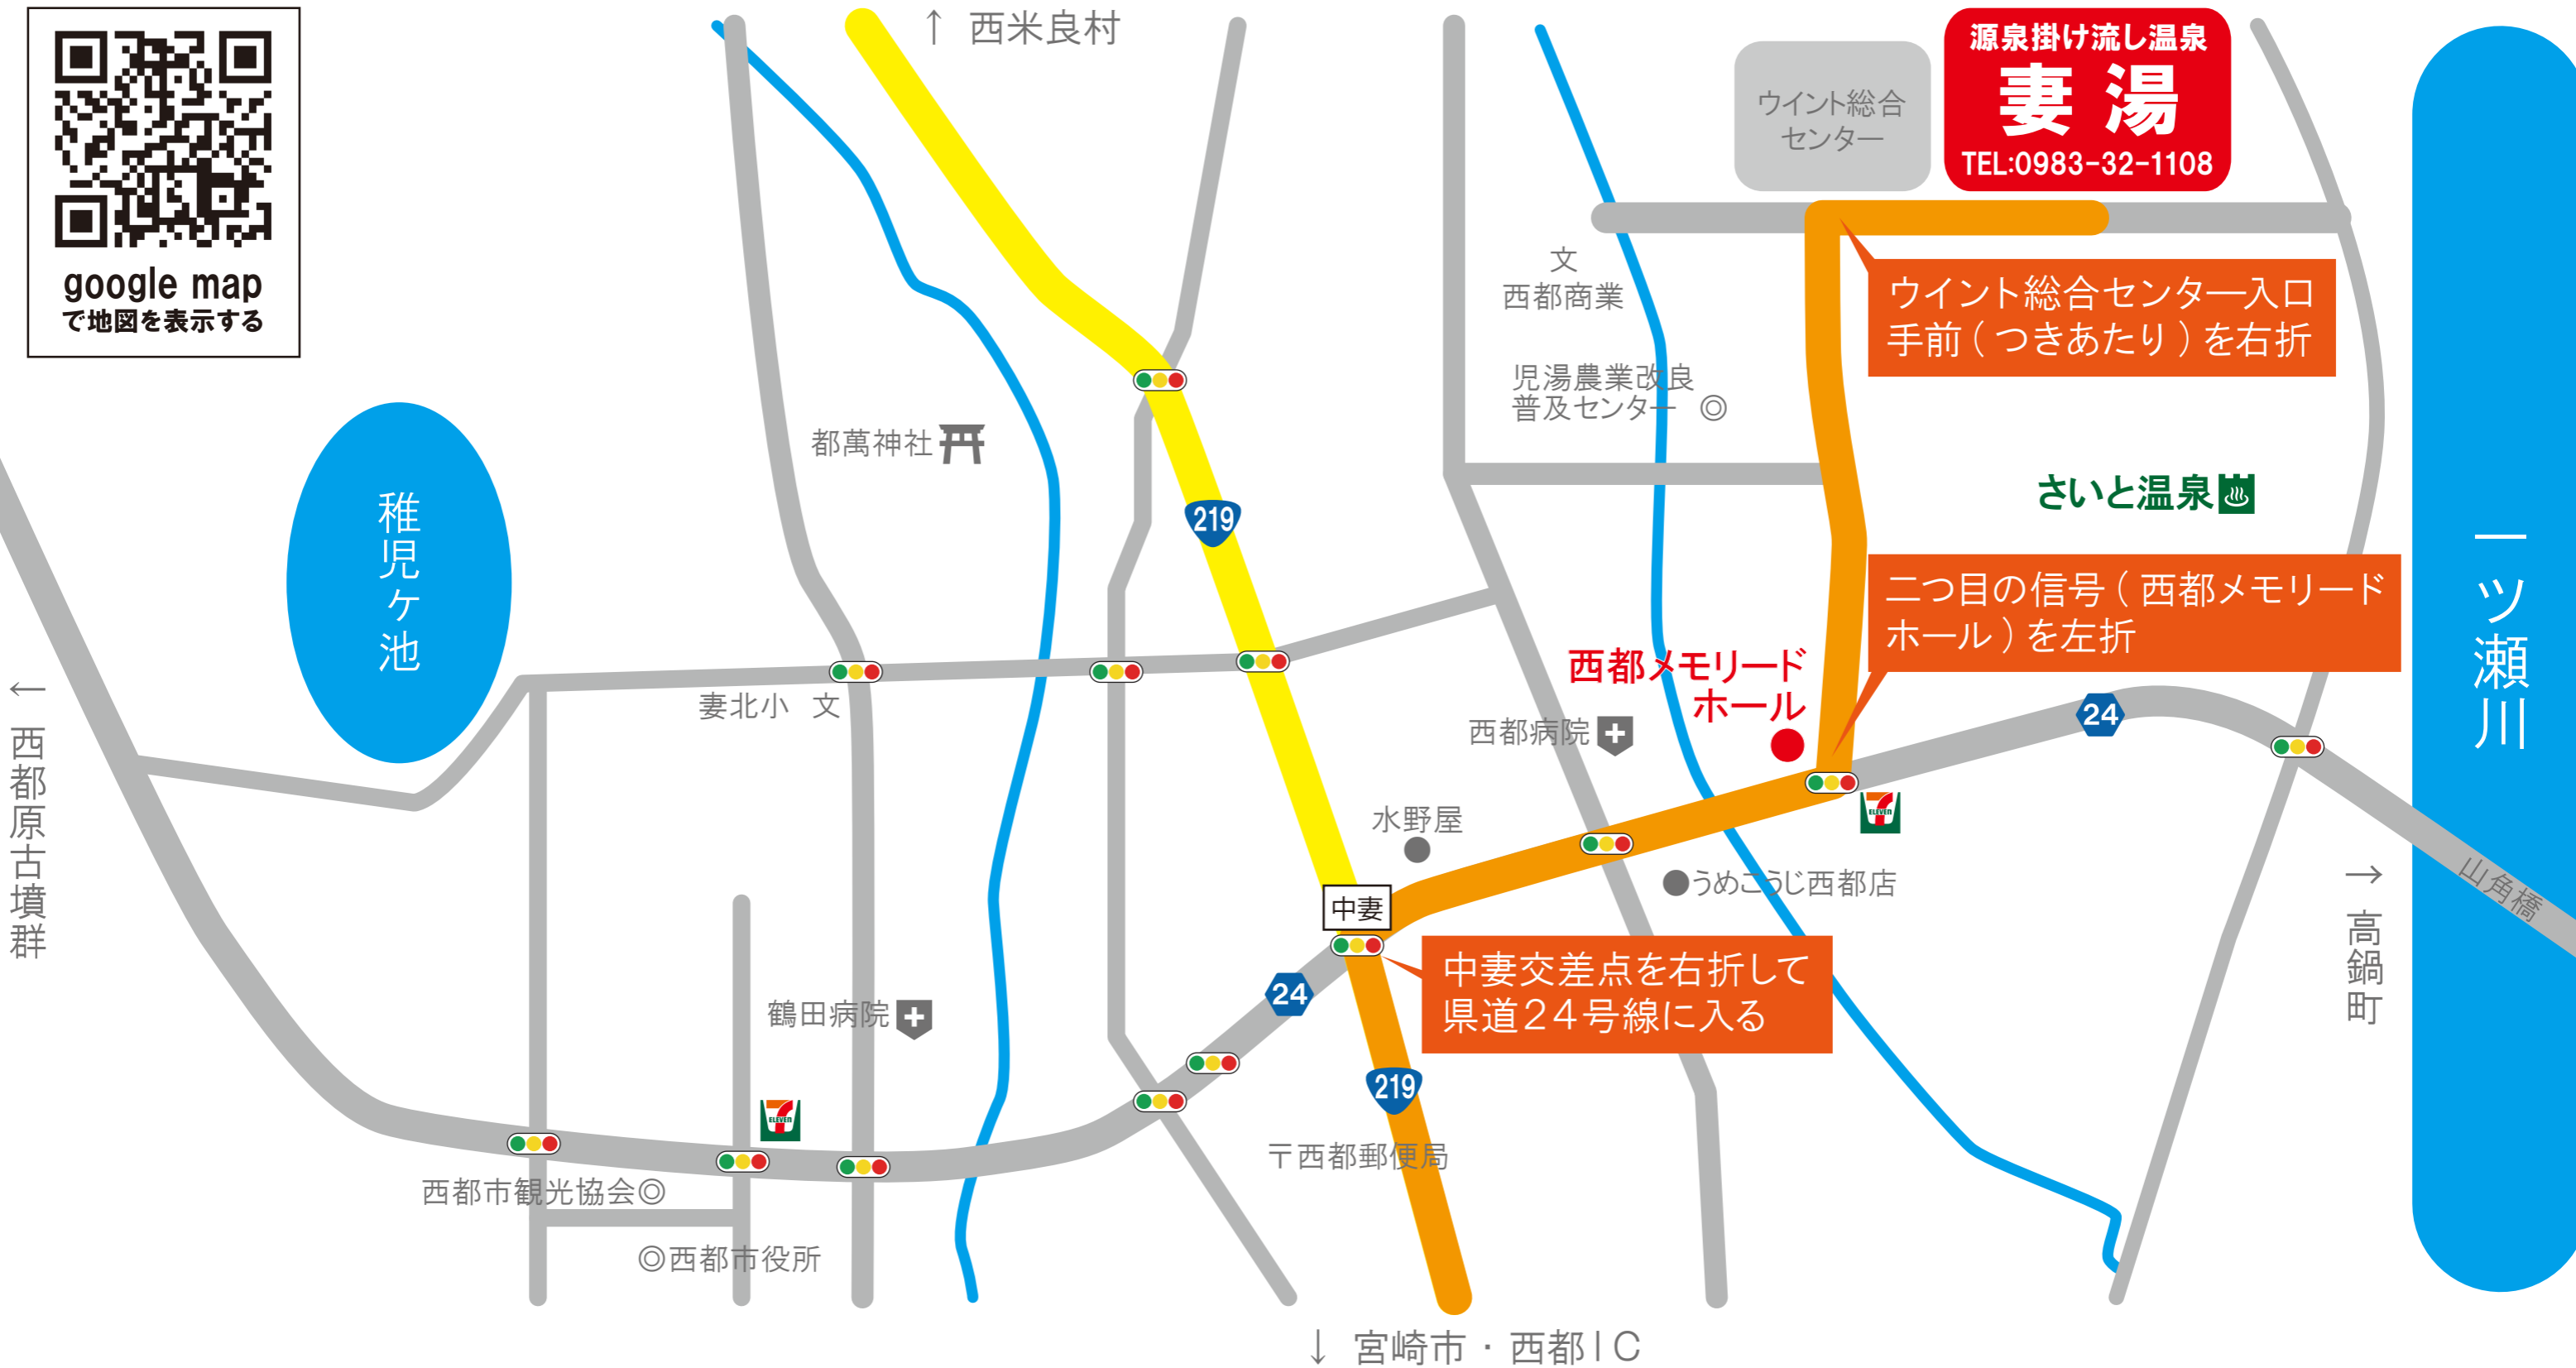 google map
で地図を表示する
↑ 西米良村
源泉掛け流し温泉
妻湯
TEL:0983-32-1108
ウイント総合
センター
文
西都商業
ウイント総合センター入口
手前(つきあたり)を右折
児湯農業改良
普及センター ◎
都萬神社
稚児ケ池
219
さいと温泉
一ツ瀬川
二つ目の信号(西都メモリード
ホール)を左折
西都メモリード
ホール
← 西都原古墳群
妻北小 文
西都病院
24
7
ELEVEN
水野屋
うめこうじ西都店
中妻
山角橋
→ 高鍋町
中妻交差点を右折して
県道24号線に入る
24
鶴田病院
219
7
ELEVEN
〒西都郵便局
西都市観光協会◎
◎西都市役所
↓ 宮崎市・西都IC